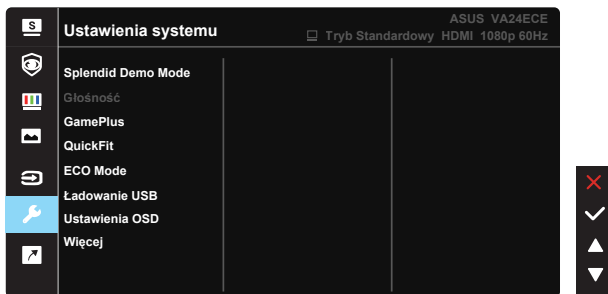 S
Ustawienia systemu
ASUS VA24ECE
Tryb Standardowy HDMI 1080p 60Hz
Splendid Demo Mode
Głośność
GamePlus
QuickFit
ECO Mode
Ładowanie USB
Ustawienia OSD
Więcej